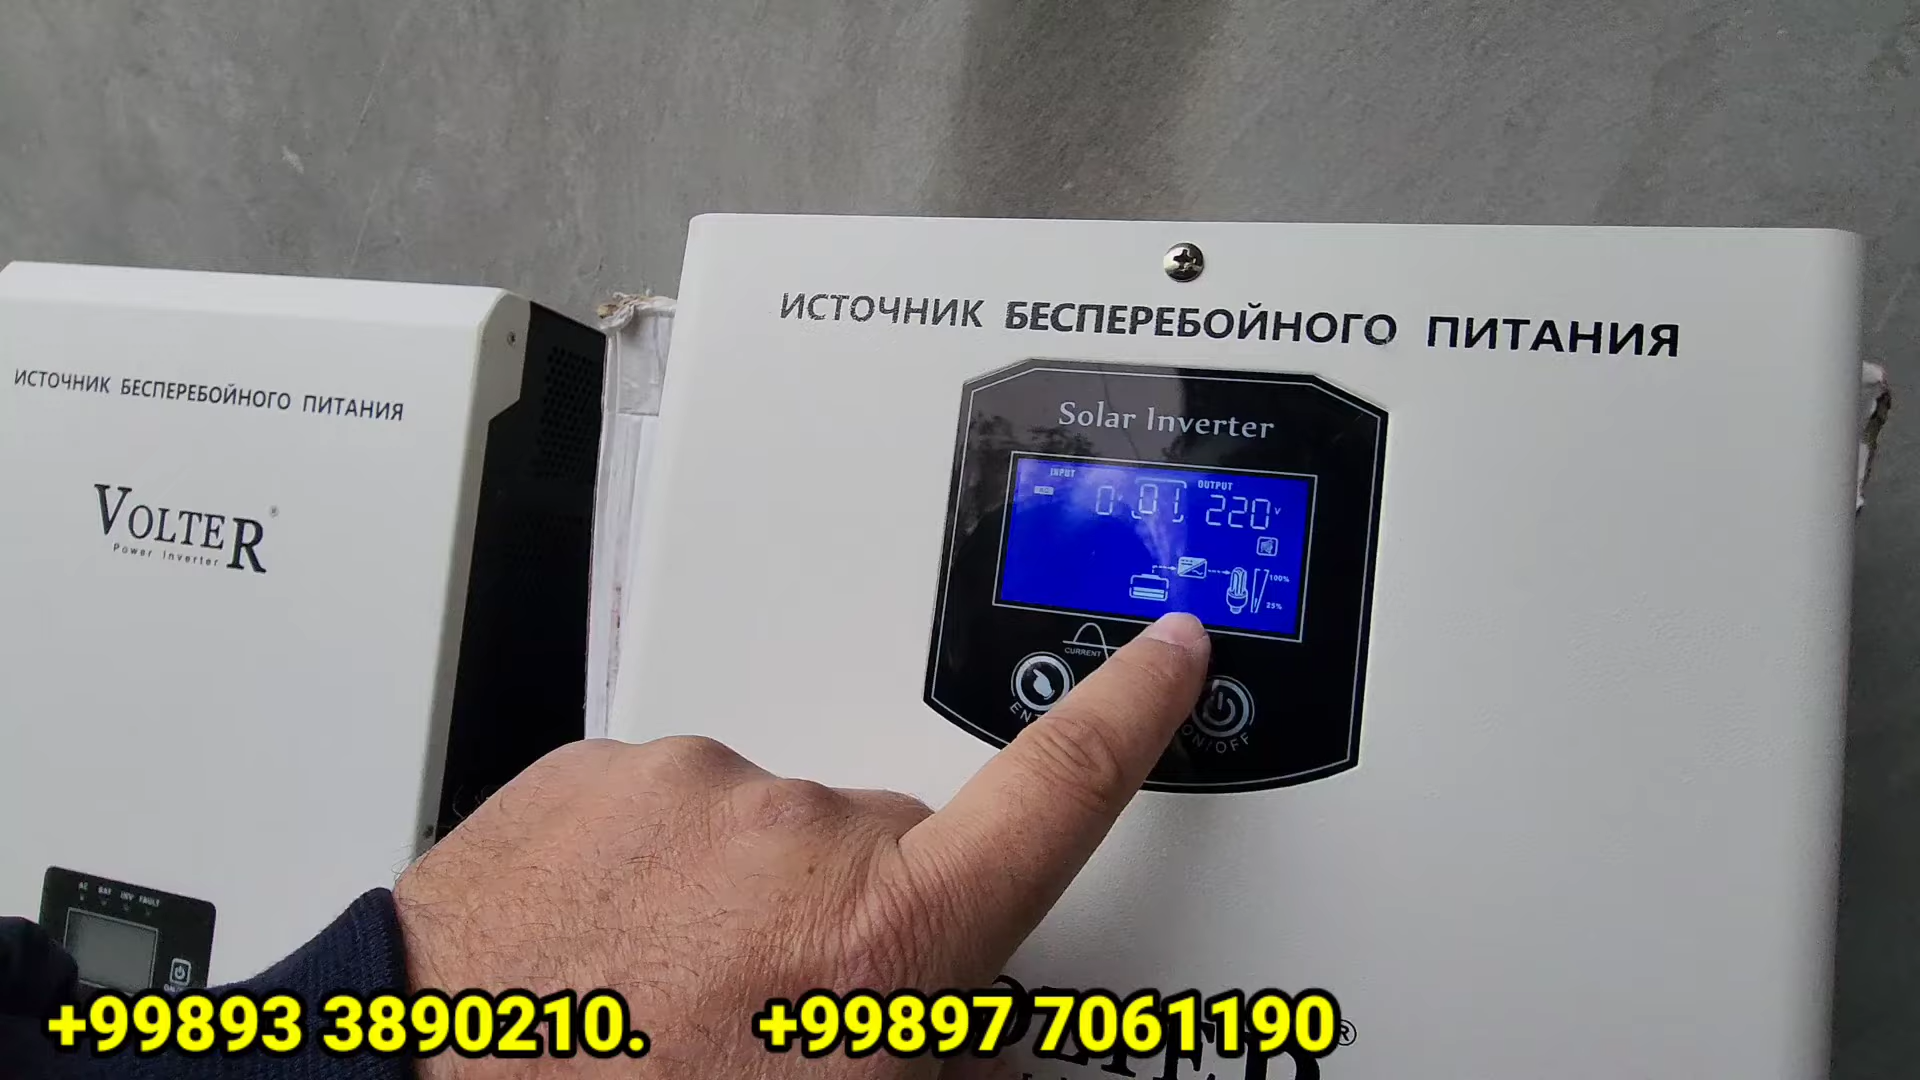 ИСТОЧНИК БЕСПЕРЕБОЙНОГО ПИТАНИЯ
Solar Inverter
INPUT
OUTPUT
0 01 220V
100%
25%
CURRENT
ON/OFF
ИСТОЧНИК БЕСПЕРЕБОЙНОГО ПИТАНИЯ
VOLTER®
Power Inverter
AC BAT INV FAULT
+99893 3890210. +99897 7061190